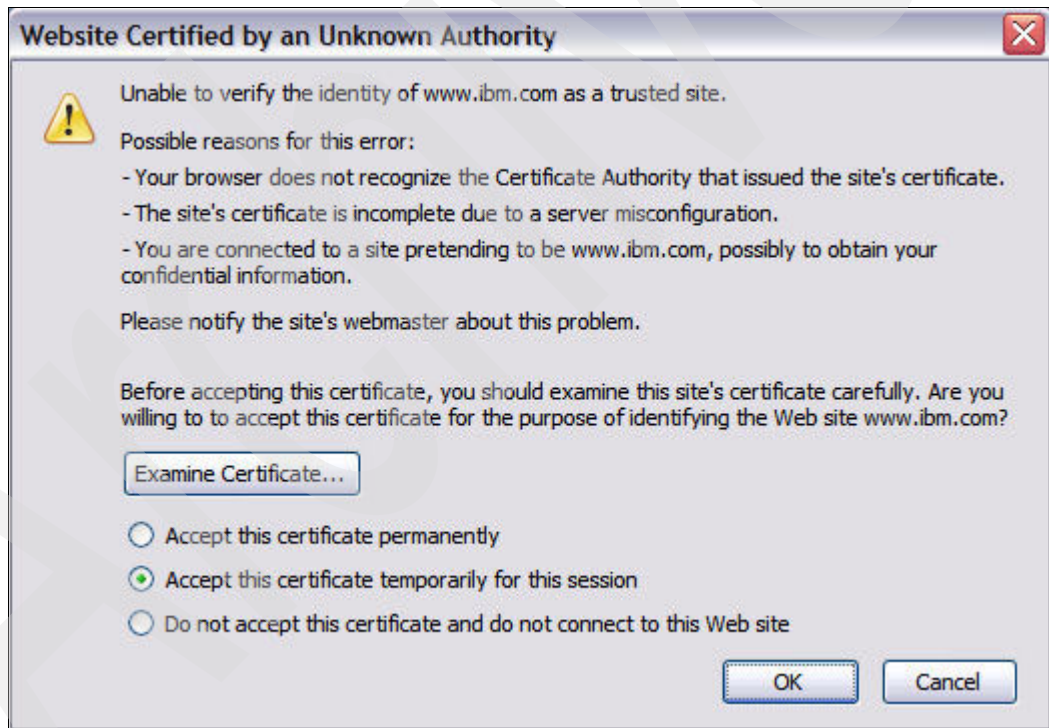 Website Certified by an Unknown Authority
Unable to verify the identity of www.ibm.com as a trusted site.
Possible reasons for this error:
- Your browser does not recognize the Certificate Authority that issued the site's certificate.
- The site's certificate is incomplete due to a server misconfiguration.
- You are connected to a site pretending to be www.ibm.com, possibly to obtain your
confidential information.
Please notify the site's webmaster about this problem.
Before accepting this certificate, you should examine this site's certificate carefully. Are you
willing to to accept this certificate for the purpose of identifying the Web site www.ibm.com?
Examine Certificate...
Accept this certificate permanently
Accept this certificate temporarily for this session
Do not accept this certificate and do not connect to this Web site
OK Cancel